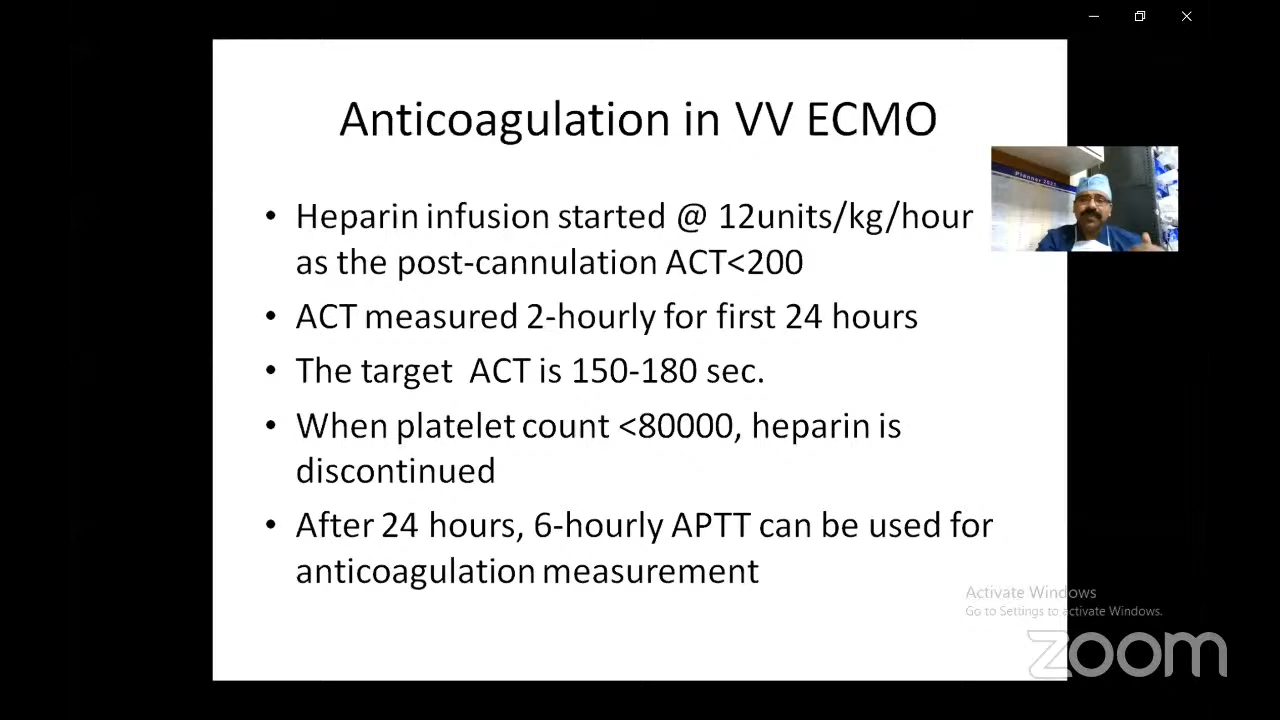 Anticoagulation in VV ECMO
• Heparin infusion started @ 12units/kg/hour
as the post-cannulation ACT<200
• ACT measured 2-hourly for first 24 hours
• The target ACT is 150-180 sec.
• When platelet count <80000, heparin is
discontinued
• After 24 hours, 6-hourly APTT can be used for
anticoagulation measurement
Planner 2021
Activate Windows
Go to Settings to activate Windows.
zoom